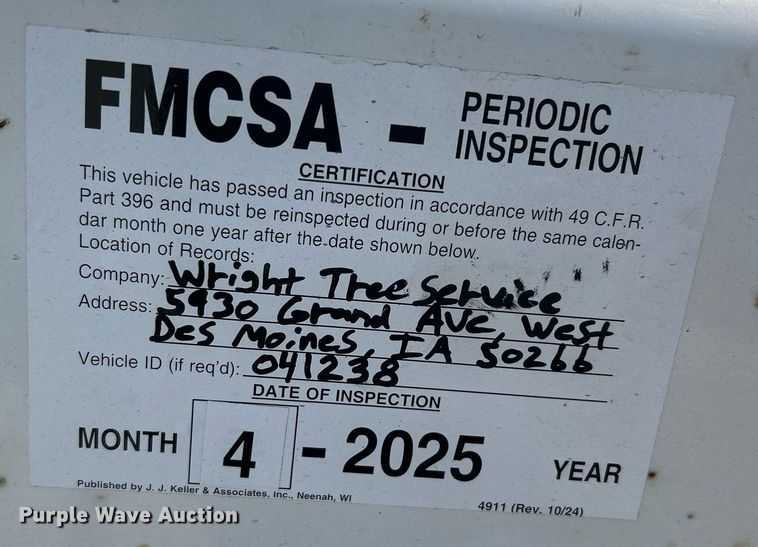 FMCSA - PERIODIC INSPECTION
CERTIFICATION
This vehicle has passed an inspection in accordance with 49 C.F.R.
Part 396 and must be reinspected during or before the same calen-
dar month one year after the date shown below.
Location of Records:
Company: Wright Tree Service
Address: 5930 Grand Ave, West
Des Moines, IA 50266
Vehicle ID (if req'd): 041238
DATE OF INSPECTION
MONTH 4 - 2025 YEAR
Published by J. J. Keller & Associates, Inc., Neenah, WI
4911 (Rev. 10/24)
Purple Wave Auction